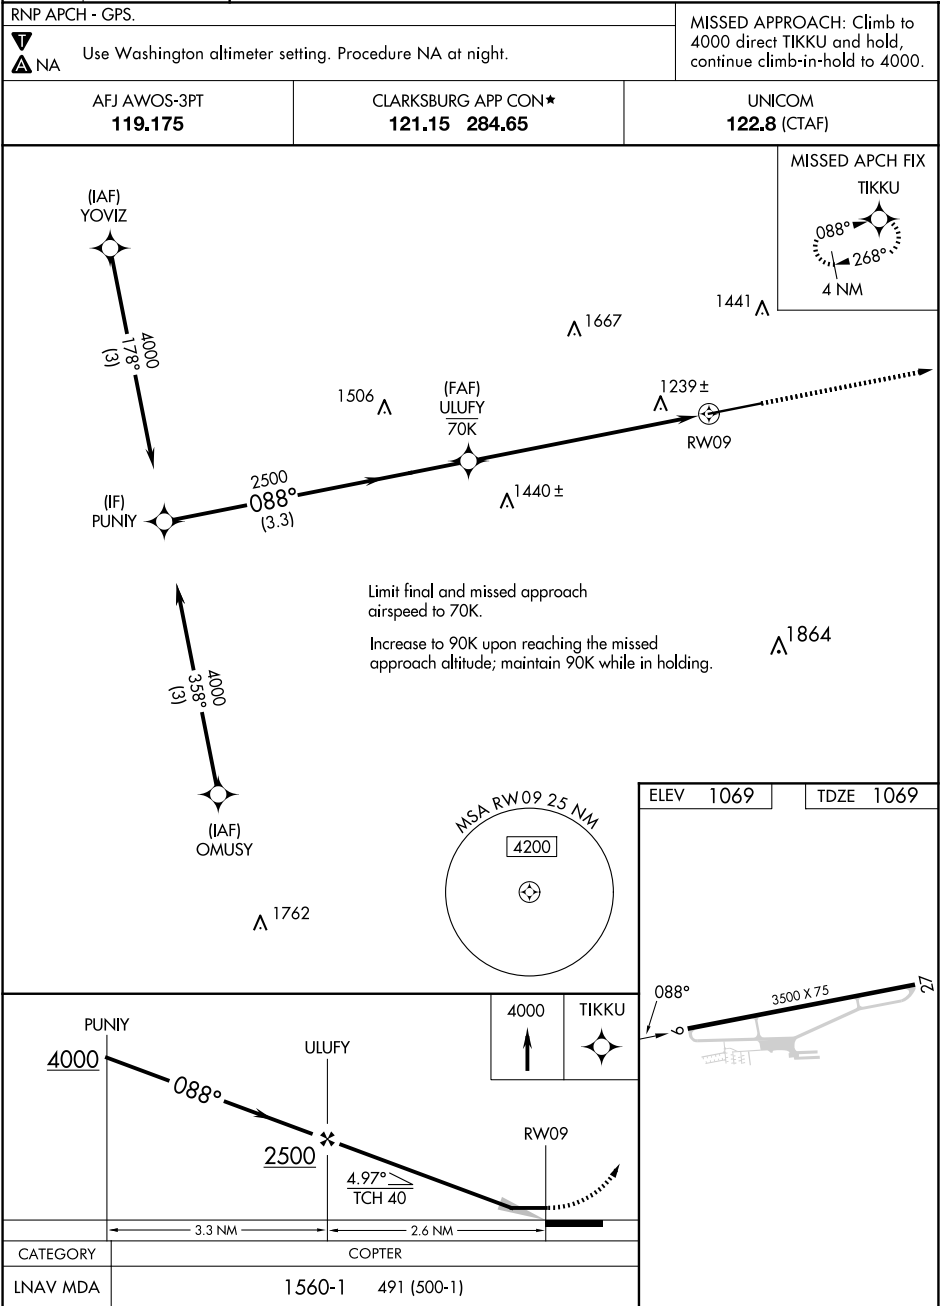 RNP APCH - GPS.
T
A NA
Use Washington altimeter setting. Procedure NA at night.
MISSED APPROACH: Climb to
4000 direct TIKKU and hold,
continue climb-in-hold to 4000.
AFJ AWOS-3PT
119.175
CLARKSBURG APP CON★
121.15 284.65
UNICOM
122.8 (CTAF)
MISSED APCH FIX
TIKKU
088°
268°
4 NM
(IAF)
YOVIZ
4000
178°
(3)
1441
1667
1506
(FAF)
ULUFY
70K
1239 ±
RW09
2500
088°
(3.3)
(IF)
PUNIY
1440 ±
Limit final and missed approach
airspeed to 70K.
Increase to 90K upon reaching the missed
approach altitude; maintain 90K while in holding.
1864
4000
358°
(3)
(IAF)
OMUSY
1762
MSA RW09 25 NM
4200
ELEV 1069
TDZE 1069
088°
9
3500 X 75
27
PUNIY
4000
088°
ULUFY
2500
4.97°
TCH 40
RW09
4000
TIKKU
3.3 NM
2.6 NM
CATEGORY
COPTER
LNAV MDA
1560-1 491 (500-1)